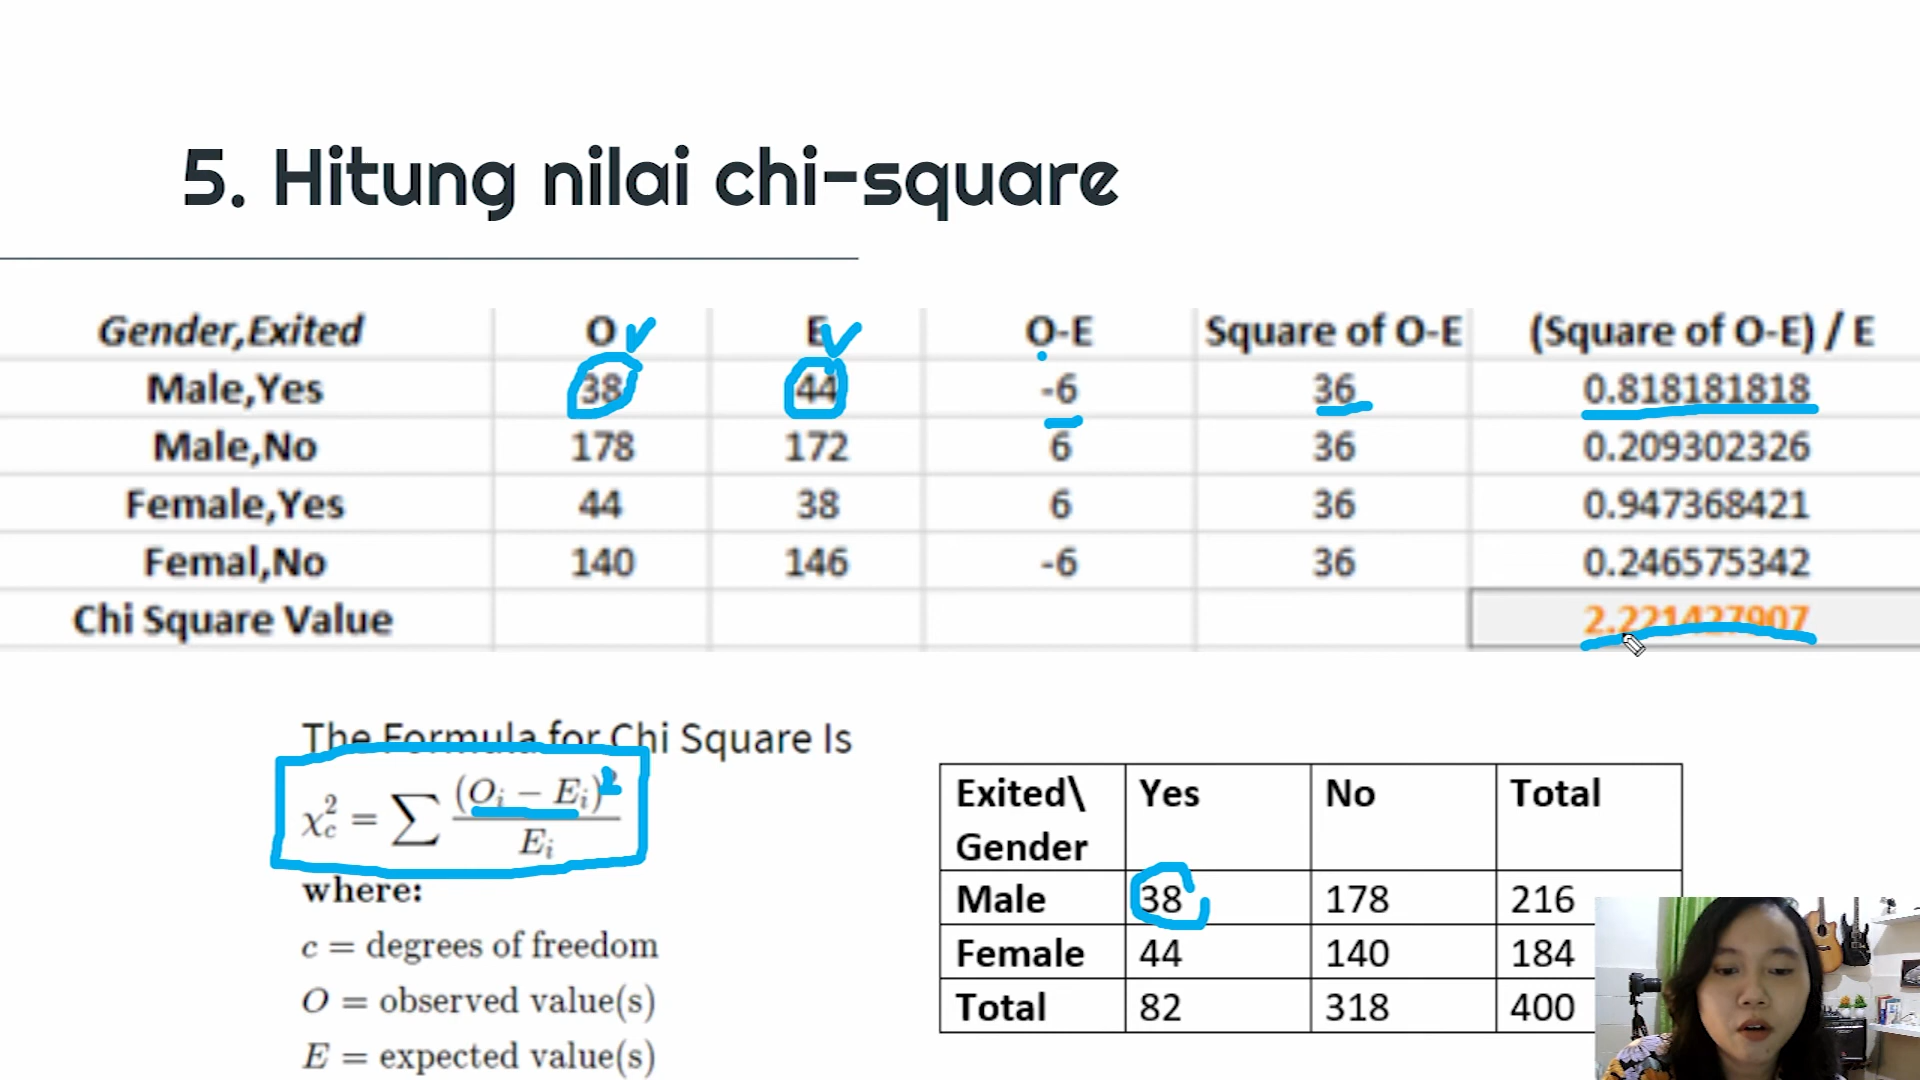 5. Hitung nilai chi-square
Gender,Exited O E O-E Square of O-E (Square of O-E) / E
Male,Yes 38 44 -6 36 0.818181818
Male,No 178 172 6 36 0.209302326
Female,Yes 44 38 6 36 0.947368421
Femal,No 140 146 -6 36 0.246575342
Chi Square Value 2.221427907
The Formula for Chi Square Is
χ²c = ∑ (Oi − Ei)² / Ei
where:
c = degrees of freedom
O = observed value(s)
E = expected value(s)
Exited\ Yes No Total
Gender
Male 38 178 216
Female 44 140 184
Total 82 318 400